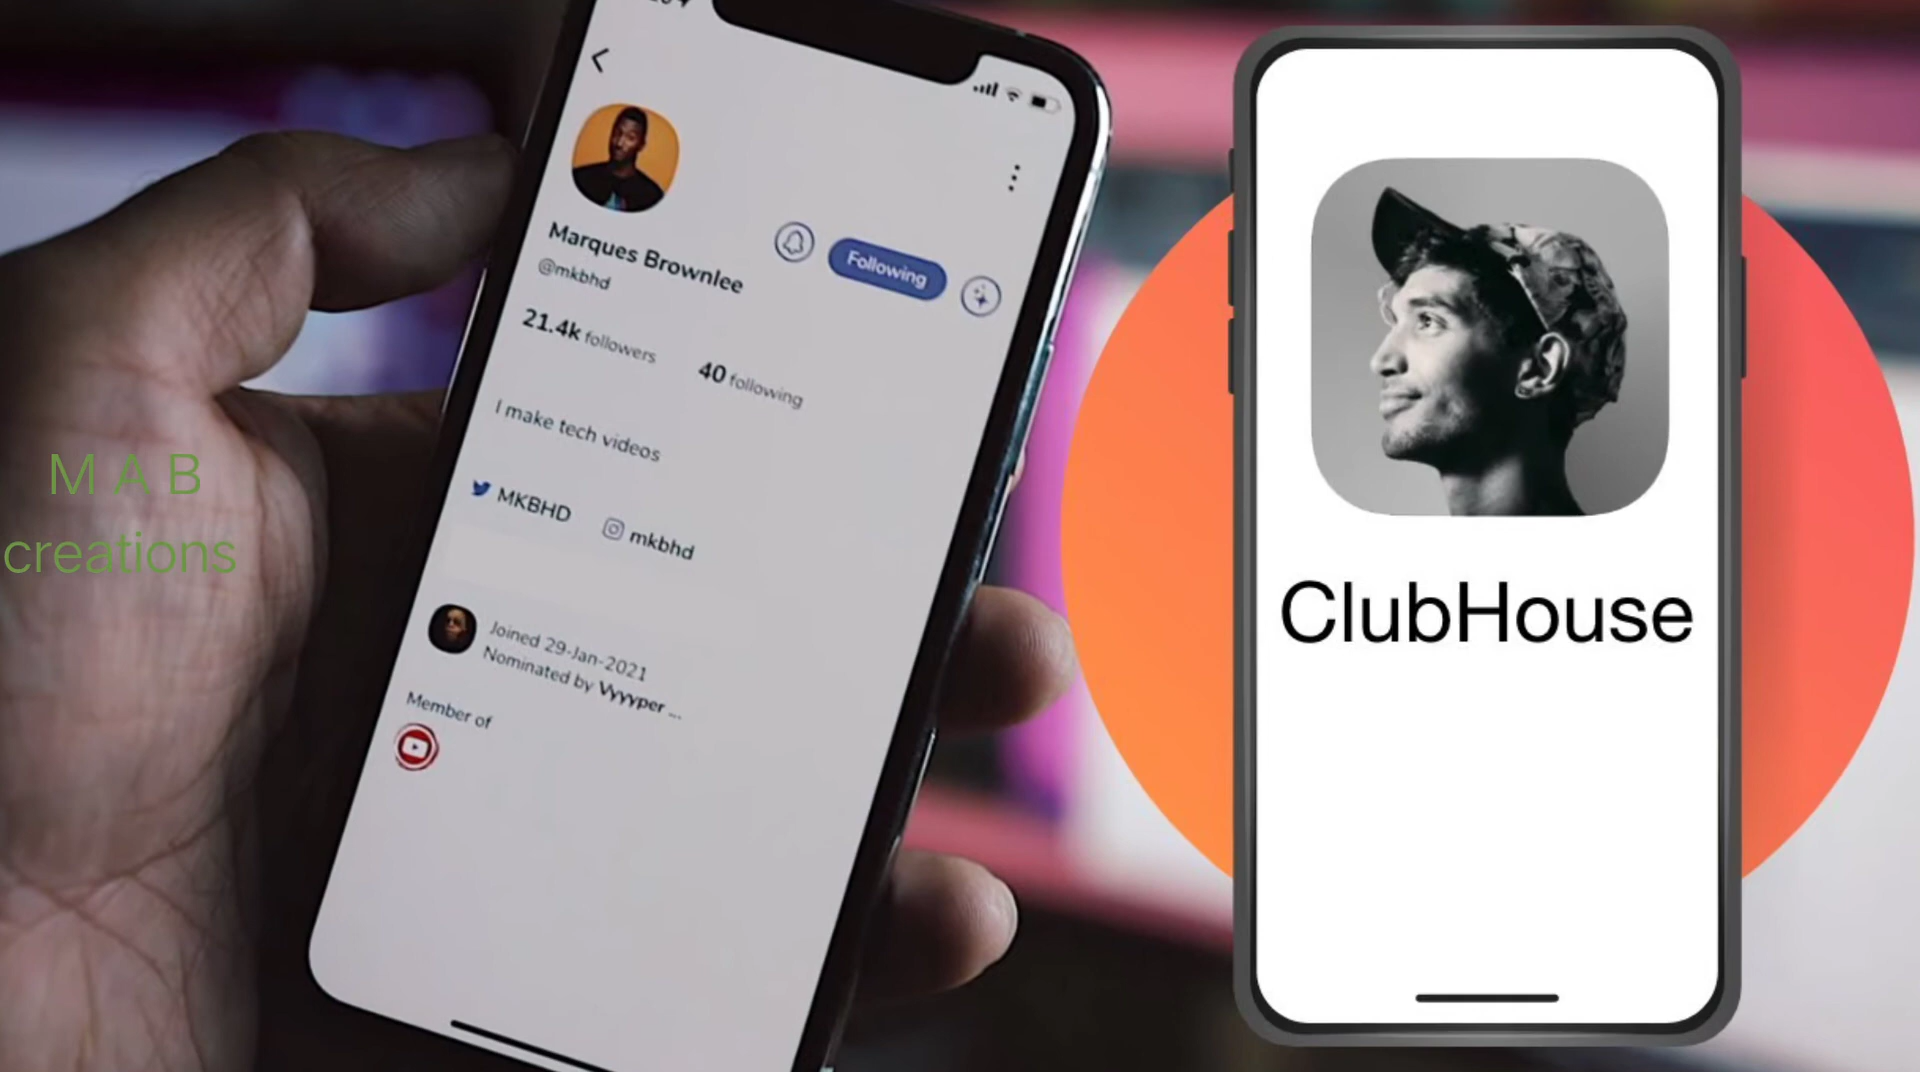 Marques Brownlee
@mkbhd
Following
21.4k followers 40 following
I make tech videos
MKBHD mkbhd
Joined 29-Jan-2021
Nominated by Vyyyper ...
Member of
M A B
creations
ClubHouse